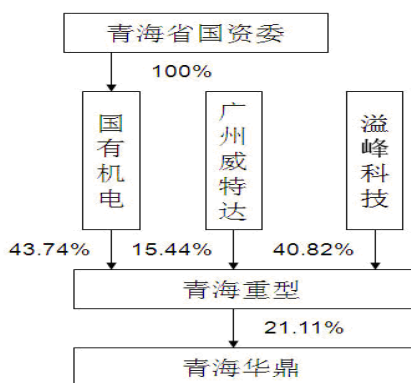 青海省国资委
100%
国有机电
广州威特达
溢峰科技
43.74%
15.44%
40.82%
青海重型
21.11%
青海华鼎